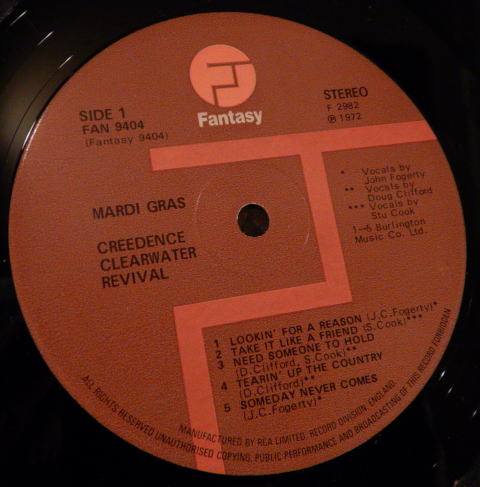 SIDE 1
FAN 9404
(Fantasy 9404)
Fantasy
STEREO
F 2982
℗ 1972
MARDI GRAS
CREEDENCE
CLEARWATER
REVIVAL
* Vocals by
John Fogerty
** Vocals by
Doug Clifford
*** Vocals by
Stu Cook
1-5 Burlington
Music Co. Ltd.
1 LOOKIN' FOR A REASON (J.C.Fogerty)*
2 TAKE IT LIKE A FRIEND (S.Cook)***
3 NEED SOMEONE TO HOLD
(D.Clifford, S.Cook)**
4 TEARIN' UP THE COUNTRY
(D.Clifford)**
5 SOMEDAY NEVER COMES
(J.C.Fogerty)*
MANUFACTURED BY RCA LIMITED, RECORD DIVISION, ENGLAND.
ALL RIGHTS RESERVED UNAUTHORISED COPYING, PUBLIC PERFORMANCE AND BROADCASTING OF THIS RECORD FORBIDDEN